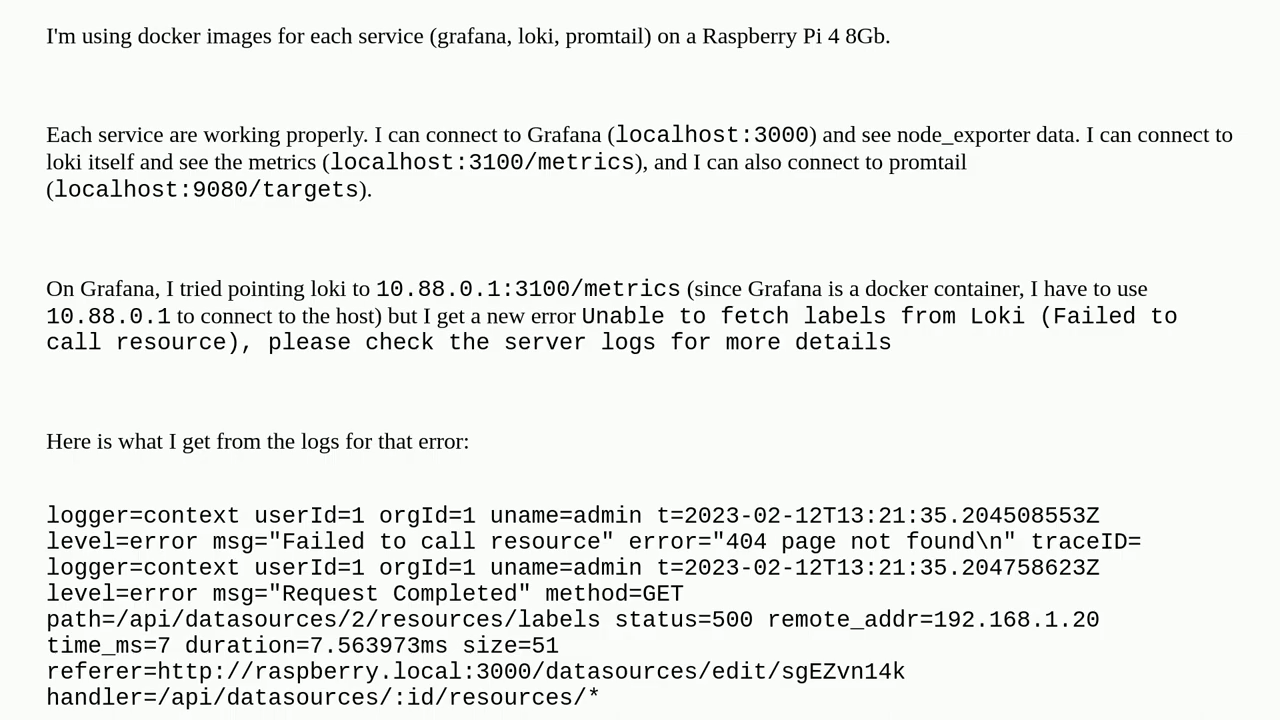 I'm using docker images for each service (grafana, loki, promtail) on a Raspberry Pi 4 8Gb.
Each service are working properly. I can connect to Grafana (localhost:3000) and see node_exporter data. I can connect to
loki itself and see the metrics (localhost:3100/metrics), and I can also connect to promtail
(localhost:9080/targets).
On Grafana, I tried pointing loki to 10.88.0.1:3100/metrics (since Grafana is a docker container, I have to use
10.88.0.1 to connect to the host) but I get a new error Unable to fetch labels from Loki (Failed to
call resource), please check the server logs for more details
Here is what I get from the logs for that error:
logger=context userId=1 orgId=1 uname=admin t=2023-02-12T13:21:35.204508553Z
level=error msg="Failed to call resource" error="404 page not found\n" traceID=
logger=context userId=1 orgId=1 uname=admin t=2023-02-12T13:21:35.204758623Z
level=error msg="Request Completed" method=GET
path=/api/datasources/2/resources/labels status=500 remote_addr=192.168.1.20
time_ms=7 duration=7.563973ms size=51
referer=http://raspberry.local:3000/datasources/edit/sgEZvn14k
handler=/api/datasources/:id/resources/*